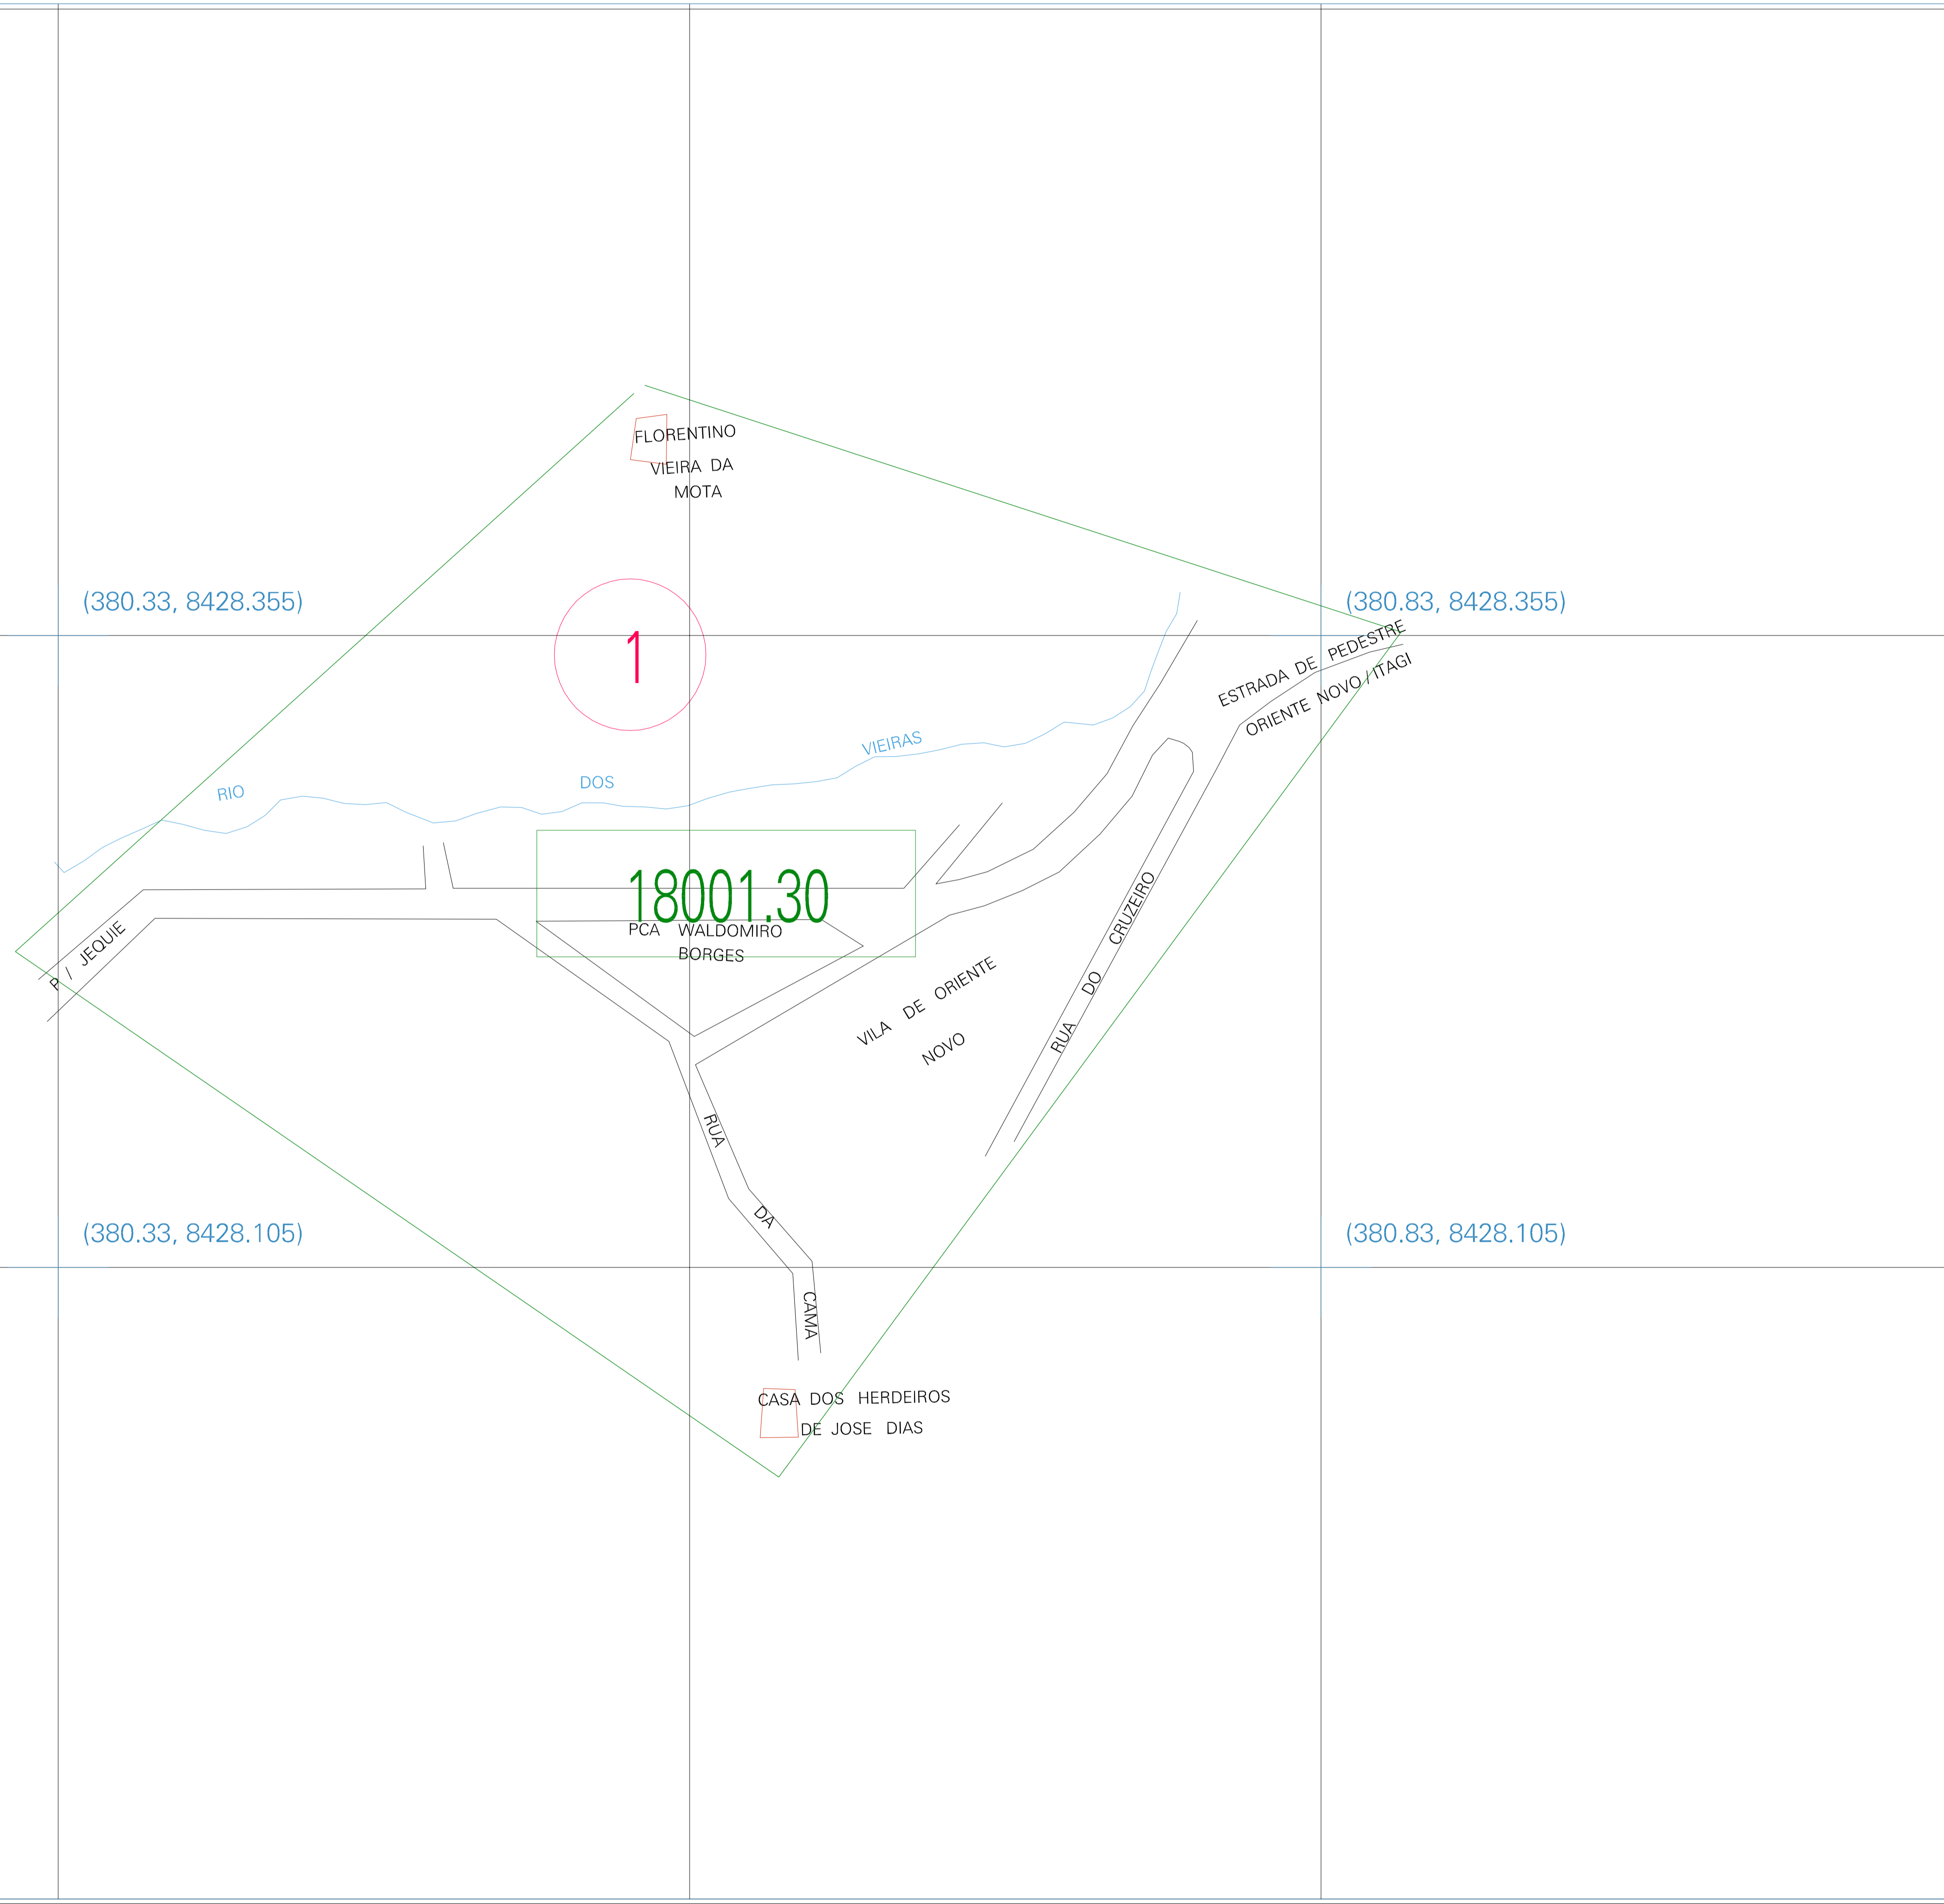 FLORENTINO
VIEIRA DA
MOTA
(380.33, 8428.355)
(380.83, 8428.355)
1
ESTRADA DE PEDESTRE
ORIENTE NOVO / ITAGI
RIO DOS VIEIRAS
18001.30
PCA WALDOMIRO
BORGES
P / JEQUIE
RUA DO CRUZEIRO
VILA DE ORIENTE
NOVO
RUA DA CAMA
(380.33, 8428.105)
(380.83, 8428.105)
CASA DOS HERDEIROS
DE JOSE DIAS